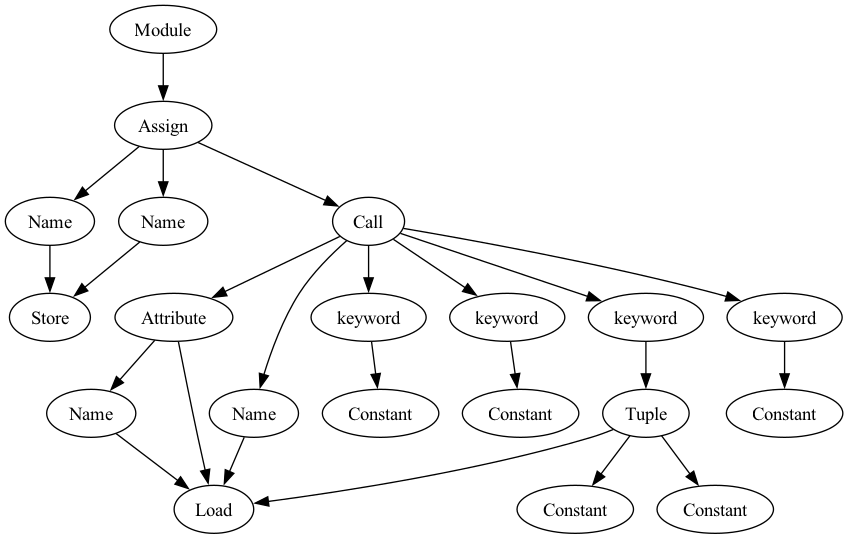 Module
Assign
Name
Name
Call
Store
Attribute
keyword
keyword
keyword
keyword
Name
Name
Constant
Constant
Tuple
Constant
Load
Constant
Constant